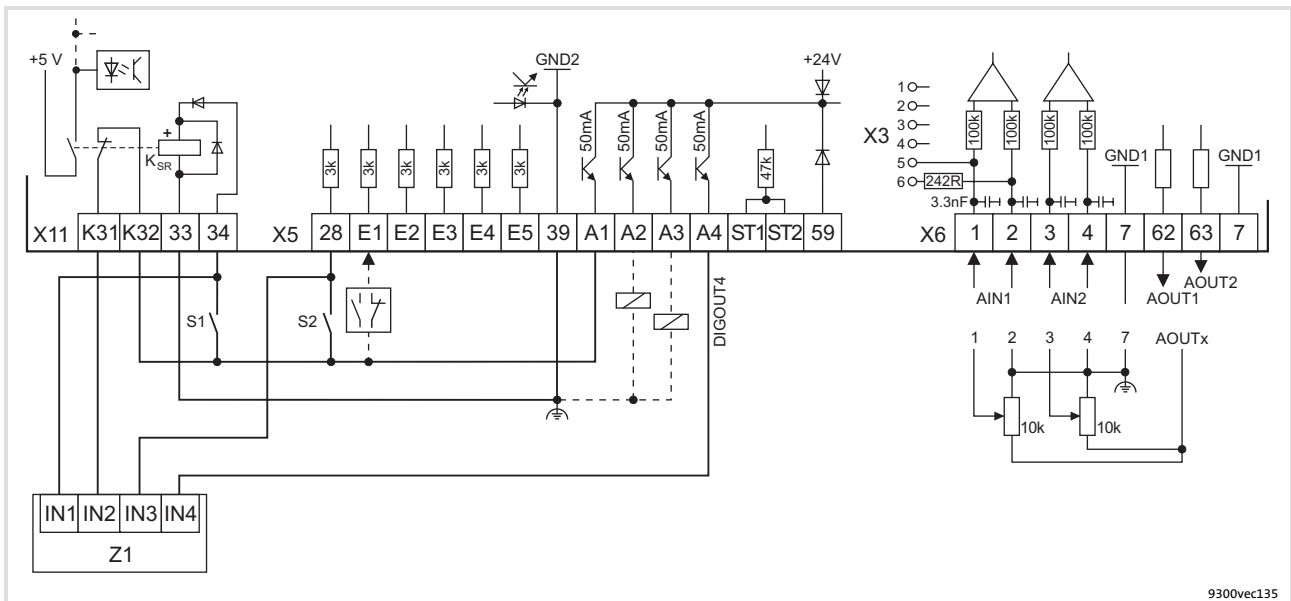 +5 V
+
KSR
GND2
+24V
50mA
50mA
50mA
50mA
3k
3k
3k
3k
3k
3k
47k
X3
1
2
3
4
5
6
242R
100k
100k
100k
100k
3.3nF
GND1
GND1
X11 K31 K32 33 34
X5 28 E1 E2 E3 E4 E5 39 A1 A2 A3 A4 ST1 ST2 59
X6 1 2 3 4 7 62 63 7
S1
S2
DIGOUT4
AIN1
AIN2
AOUT1
AOUT2
1 2 3 4 7 AOUTx
10k
10k
IN1 IN2 IN3 IN4
Z1
9300vec135